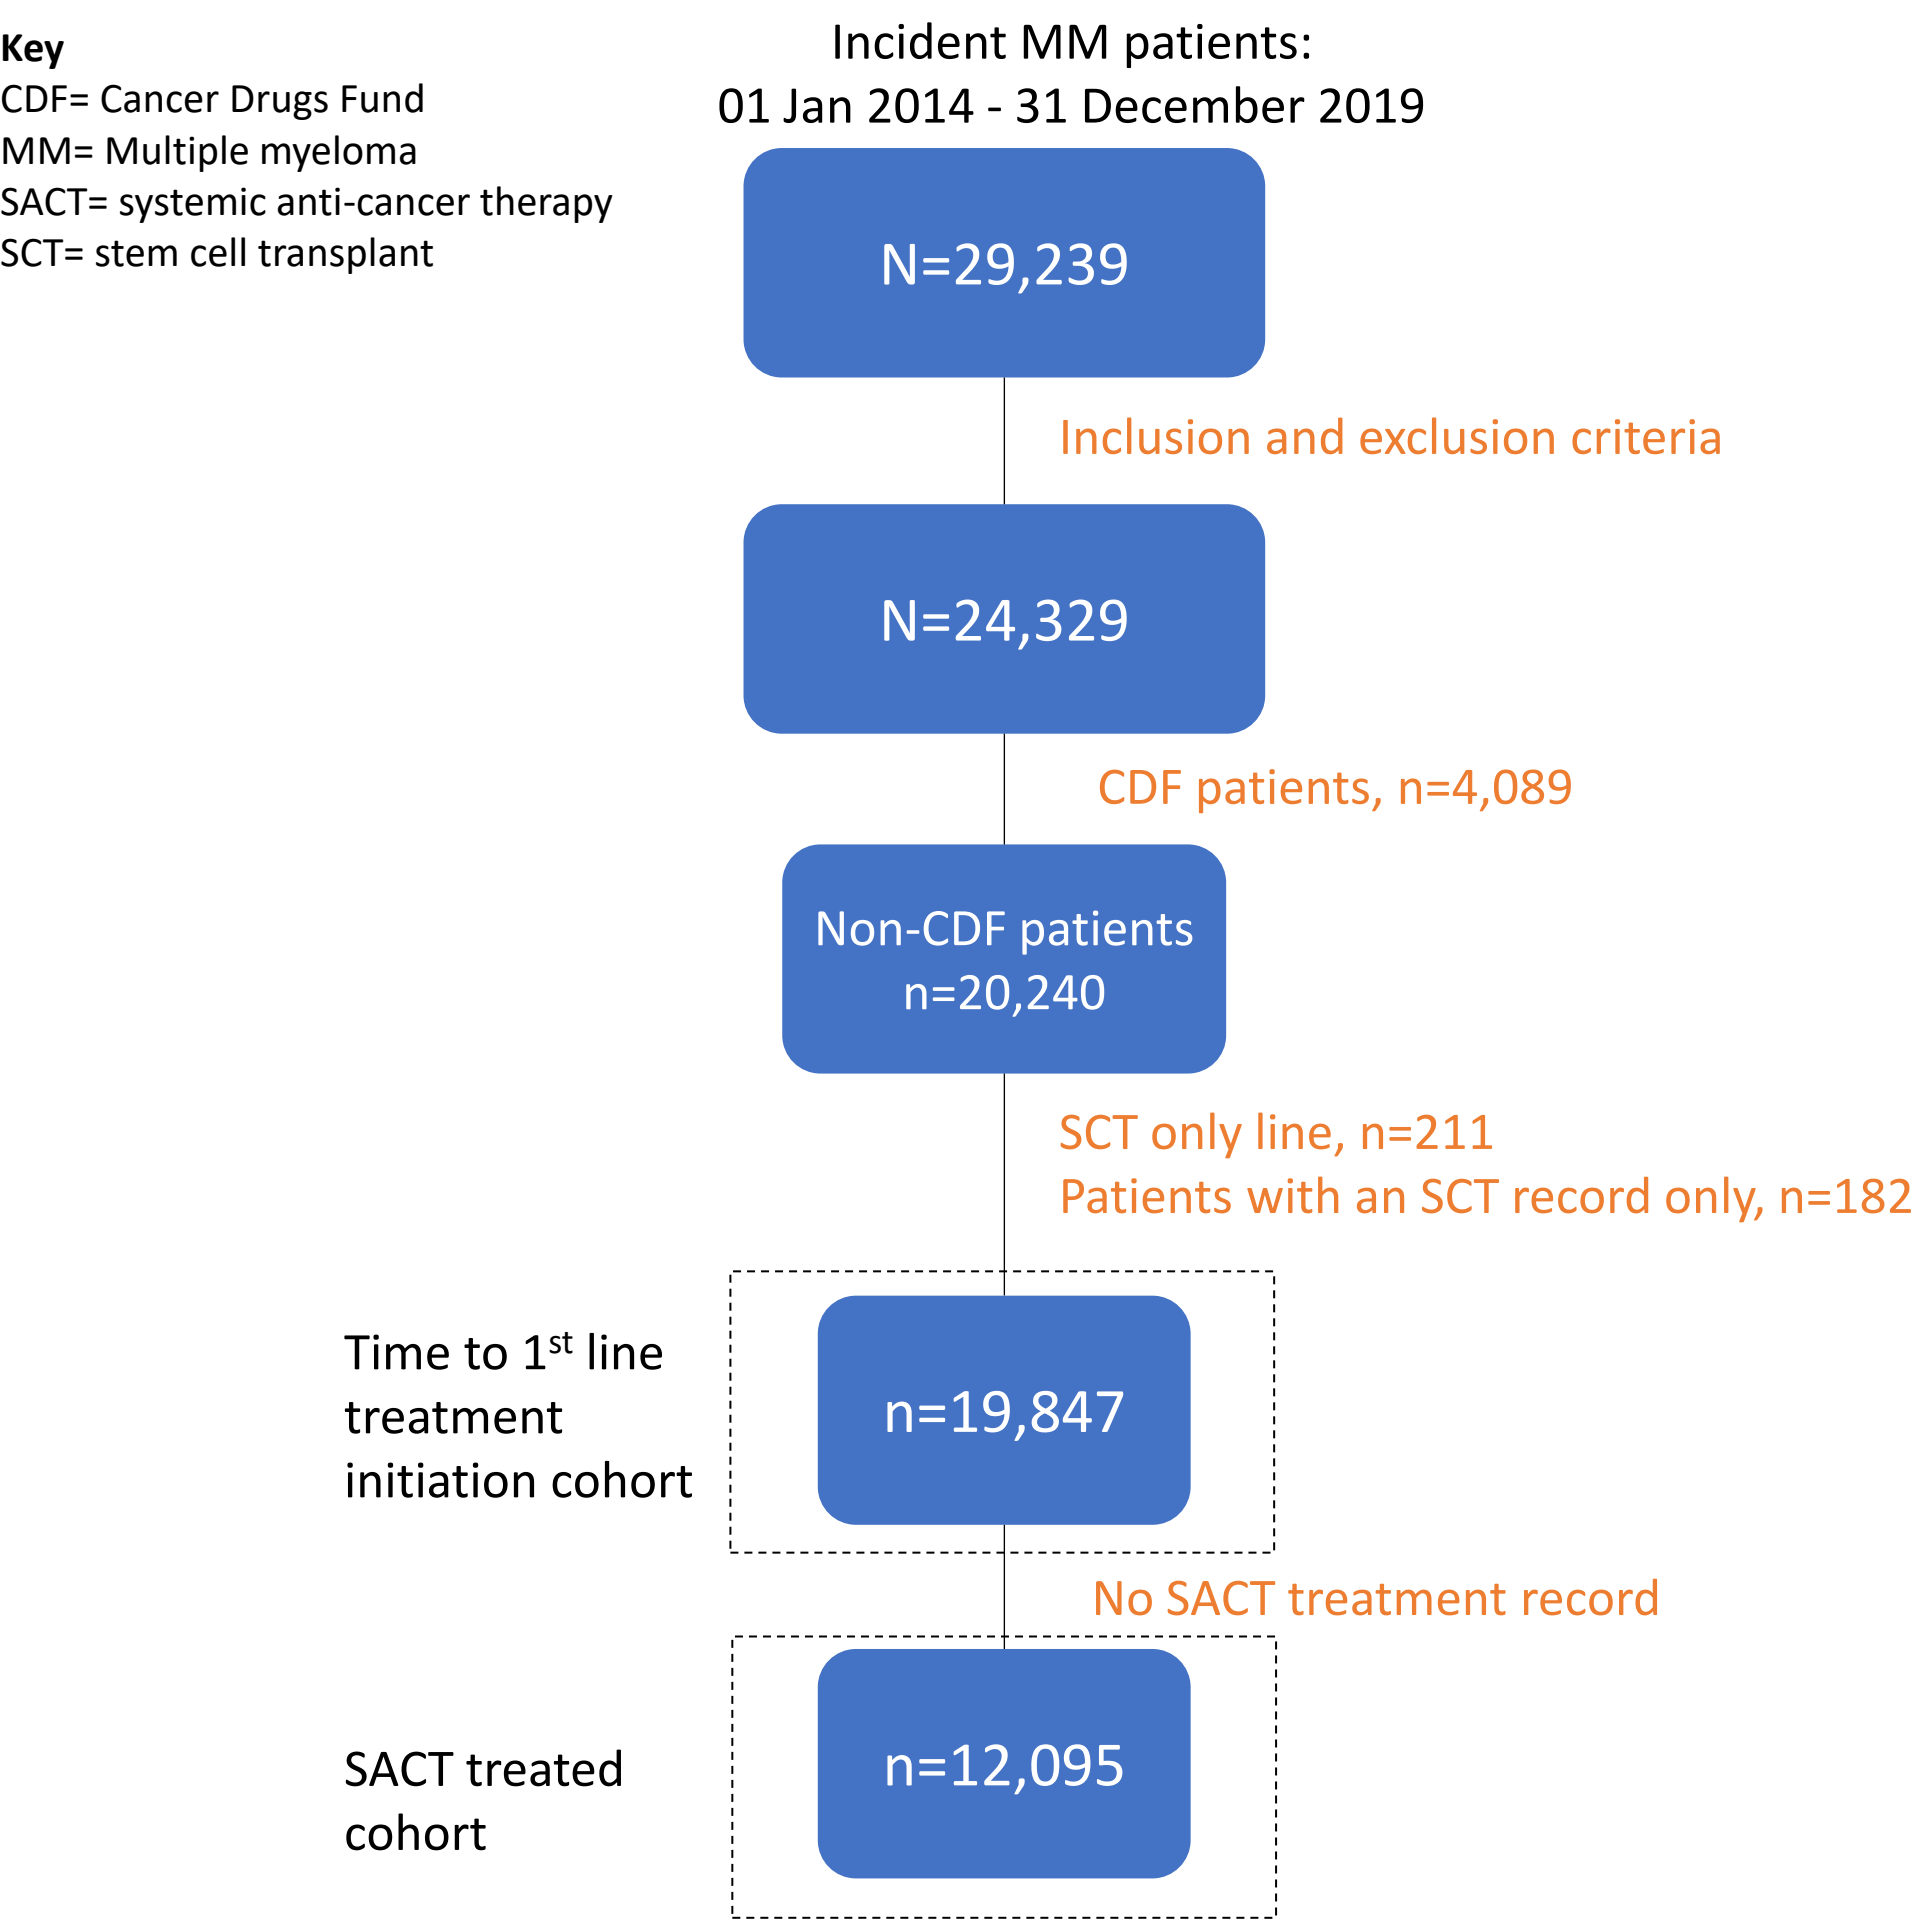 Key
CDF= Cancer Drugs Fund
MM= Multiple myeloma
SACT= systemic anti-cancer therapy
SCT= stem cell transplant
Incident MM patients:
01 Jan 2014 - 31 December 2019
N=29,239
Inclusion and exclusion criteria
N=24,329
CDF patients, n=4,089
Non-CDF patients
n=20,240
SCT only line, n=211
Patients with an SCT record only, n=182
Time to 1st line
treatment
initiation cohort
n=19,847
No SACT treatment record
SACT treated
cohort
n=12,095